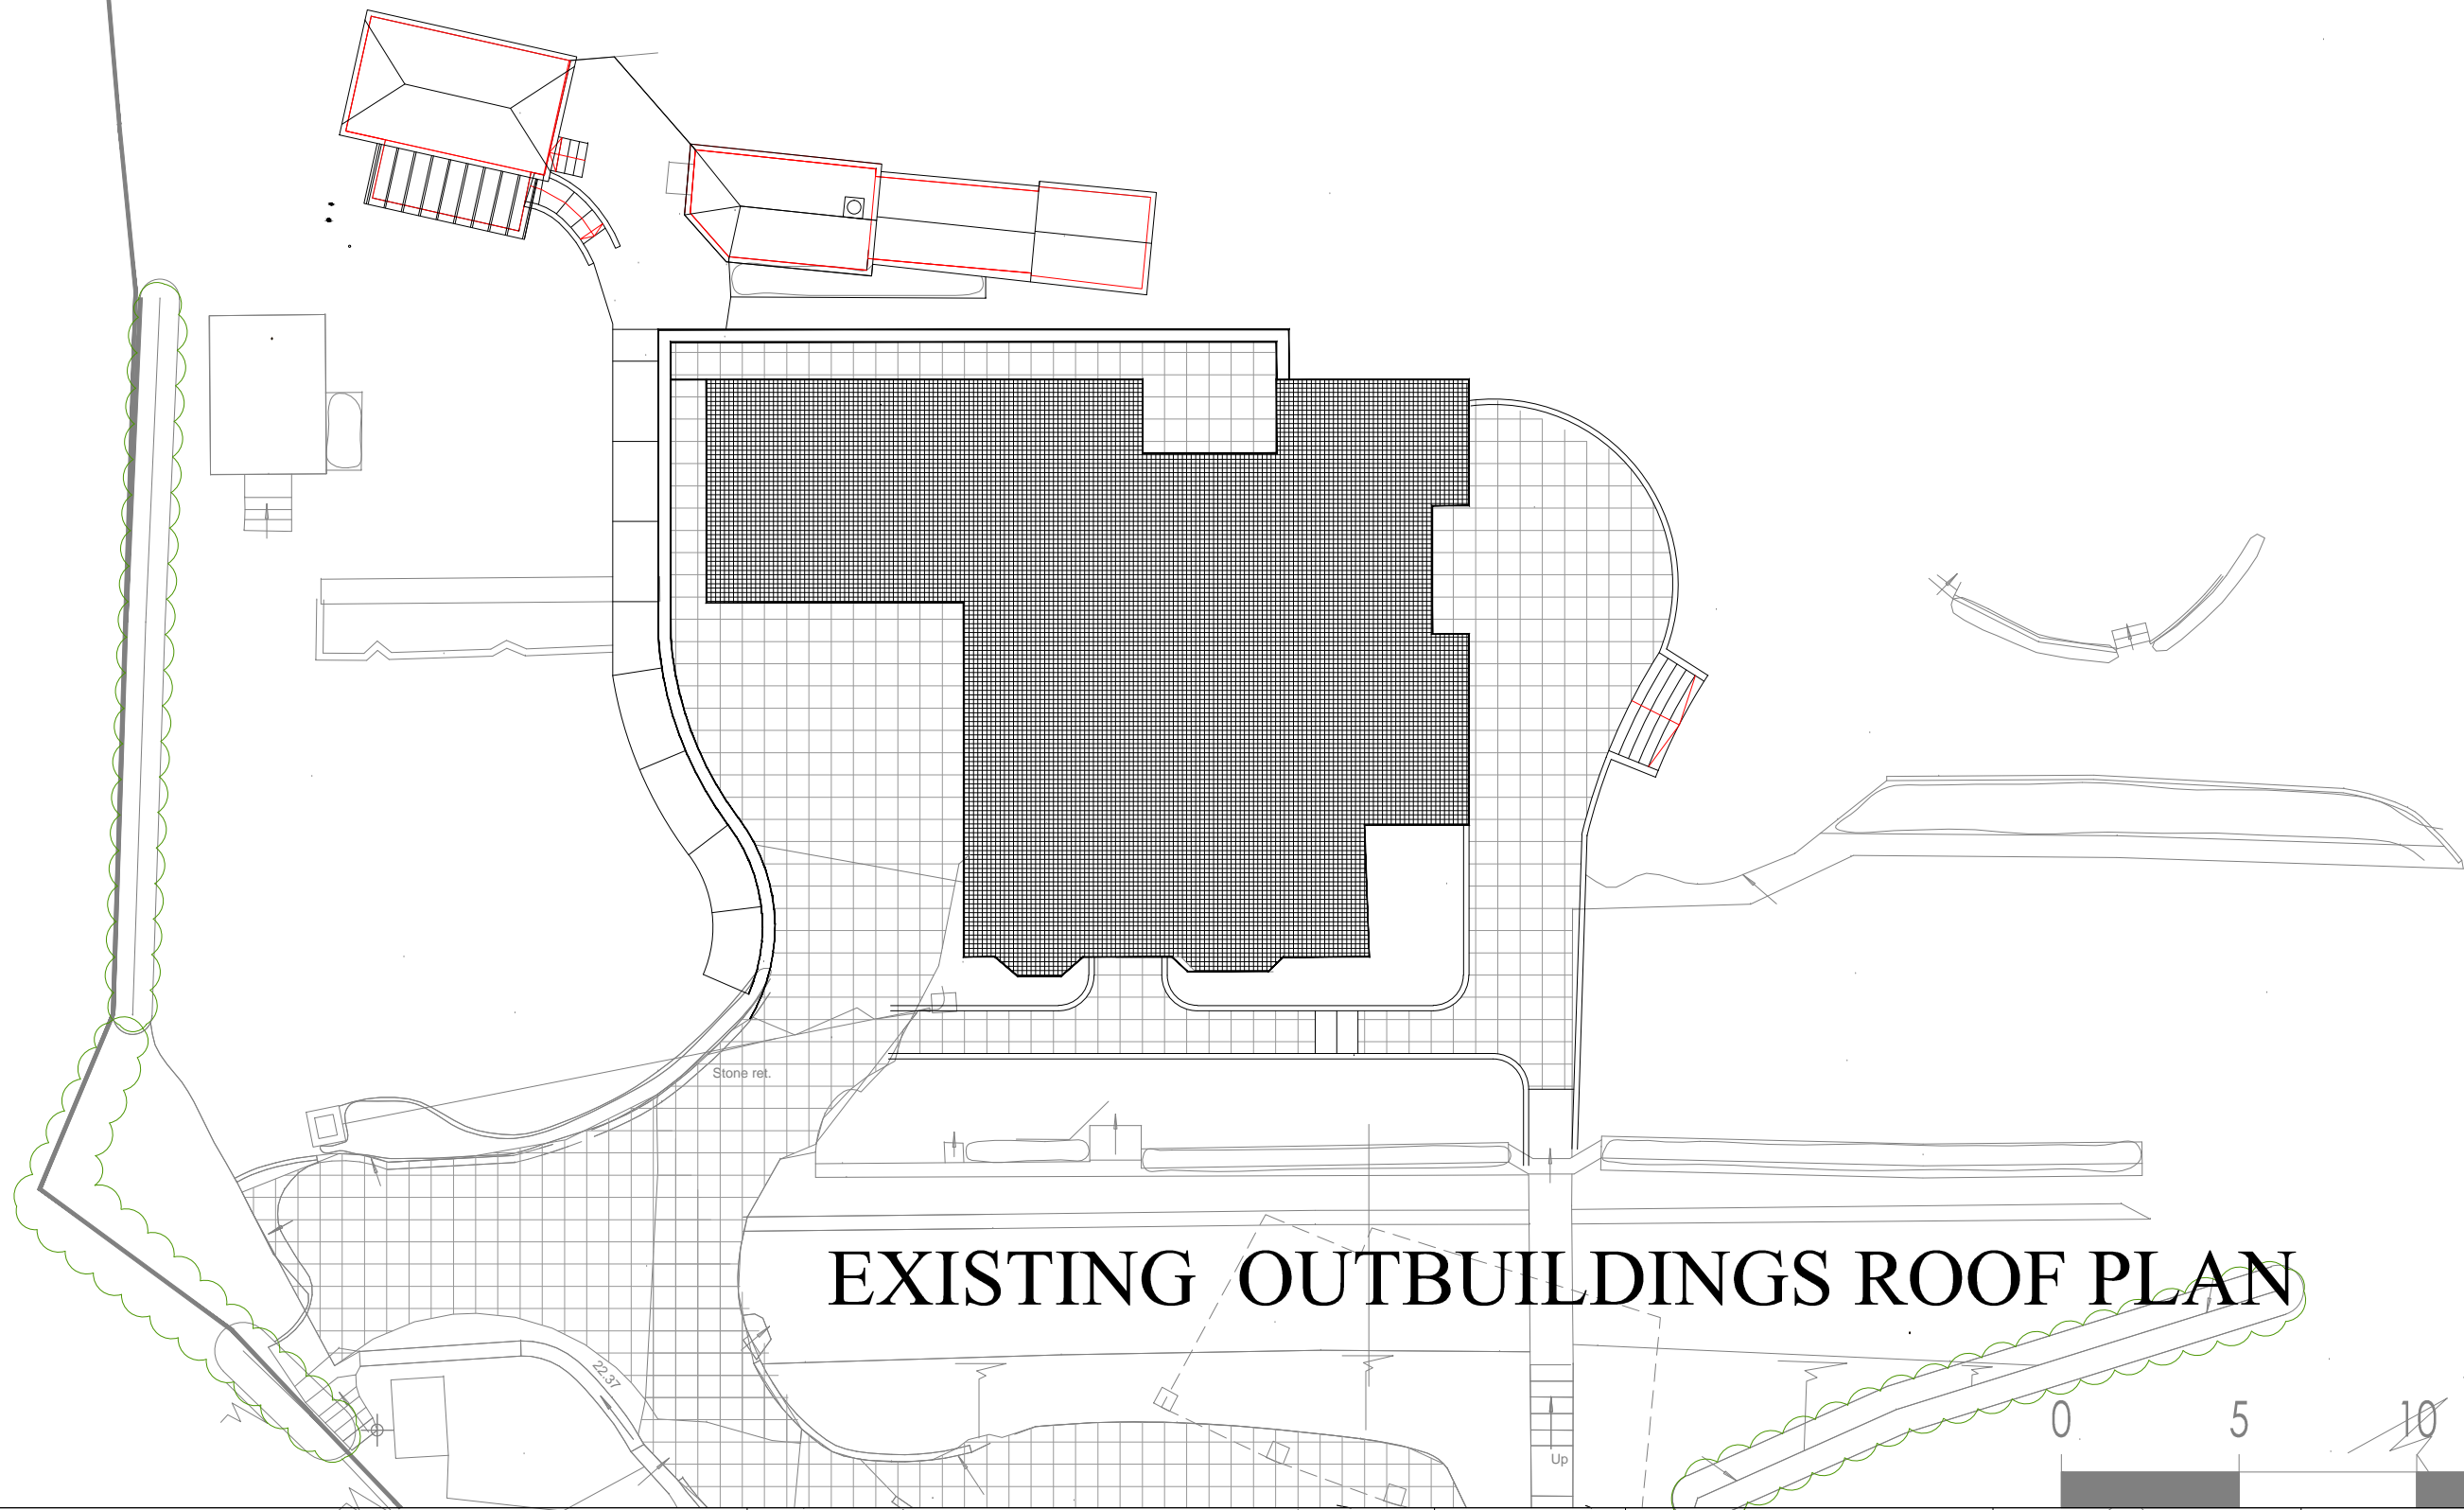 Stone ret.
EXISTING OUTBUILDINGS ROOF PLAN
22.37
Up
0 5 10